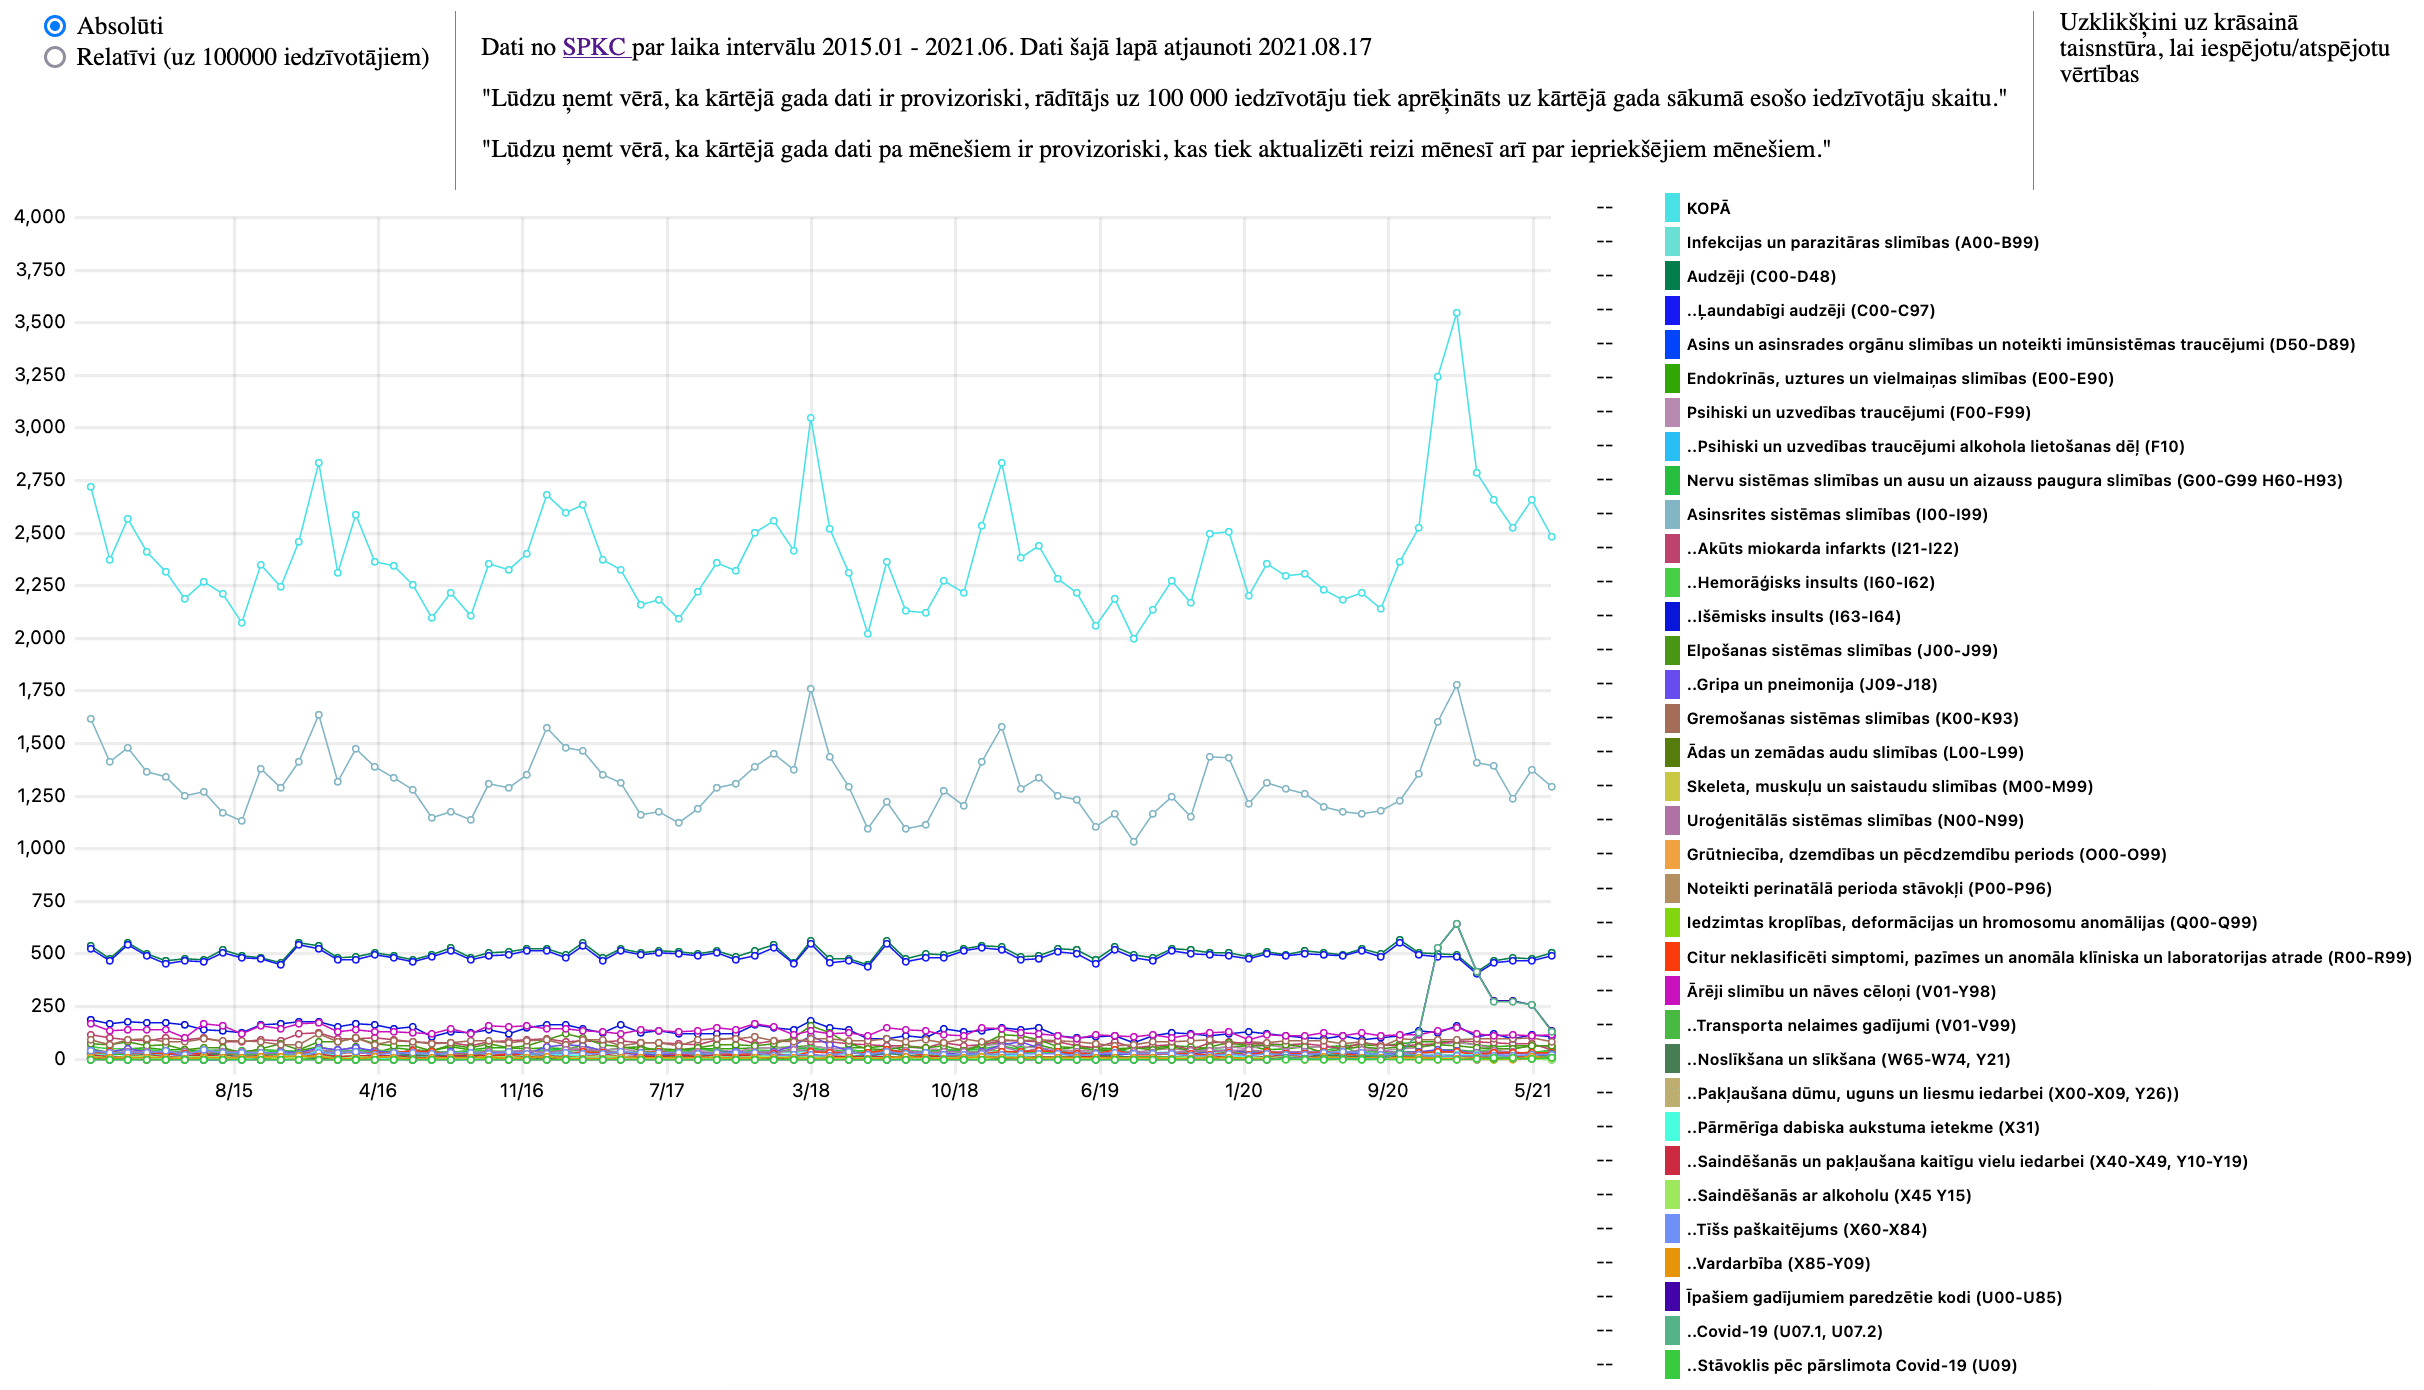 Absolūti
Relatīvi (uz 100000 iedzīvotājiem)
Dati no SPKC par laika intervālu 2015.01 - 2021.06. Dati šajā lapā atjaunoti 2021.08.17
"Lūdzu ņemt vērā, ka kārtējā gada dati ir provizoriski, rādītājs uz 100 000 iedzīvotāju tiek aprēķināts uz kārtējā gada sākumā esošo iedzīvotāju skaitu."
"Lūdzu ņemt vērā, ka kārtējā gada dati pa mēnešiem ir provizoriski, kas tiek aktualizēti reizi mēnesī arī par iepriekšējiem mēnešiem."
Uzklikšķini uz krāsainā
taisnstūra, lai iespējotu/atspējotu
vērtības
4,000
3,750
3,500
3,250
3,000
2,750
2,500
2,250
2,000
1,750
1,500
1,250
1,000
750
500
250
0
8/15
4/16
11/16
7/17
3/18
10/18
6/19
1/20
9/20
5/21
-- KOPĀ
-- Infekcijas un parazitāras slimības (A00-B99)
-- Audzēji (C00-D48)
-- ..Ļaundabīgi audzēji (C00-C97)
-- Asins un asinsrades orgānu slimības un noteikti imūnsistēmas traucējumi (D50-D89)
-- Endokrīnās, uztures un vielmaiņas slimības (E00-E90)
-- Psihiski un uzvedības traucējumi (F00-F99)
-- ..Psihiski un uzvedības traucējumi alkohola lietošanas dēļ (F10)
-- Nervu sistēmas slimības un ausu un aizauss paugura slimības (G00-G99 H60-H93)
-- Asinsrites sistēmas slimības (I00-I99)
-- ..Akūts miokarda infarkts (I21-I22)
-- ..Hemorāģisks insults (I60-I62)
-- ..Išēmisks insults (I63-I64)
-- Elpošanas sistēmas slimības (J00-J99)
-- ..Gripa un pneimonija (J09-J18)
-- Gremošanas sistēmas slimības (K00-K93)
-- Ādas un zemādas audu slimības (L00-L99)
-- Skeleta, muskuļu un saistaudu slimības (M00-M99)
-- Uroģenitālās sistēmas slimības (N00-N99)
-- Grūtniecība, dzemdības un pēcdzemdību periods (O00-O99)
-- Noteikti perinatālā perioda stāvokļi (P00-P96)
-- Iedzimtas kroplības, deformācijas un hromosomu anomālijas (Q00-Q99)
-- Citur neklasificēti simptomi, pazīmes un anomāla klīniska un laboratorijas atrade (R00-R99)
-- Ārēji slimību un nāves cēloņi (V01-Y98)
-- ..Transporta nelaimes gadījumi (V01-V99)
-- ..Noslīkšana un slīkšana (W65-W74, Y21)
-- ..Pakļaušana dūmu, uguns un liesmu iedarbei (X00-X09, Y26))
-- ..Pārmērīga dabiska aukstuma ietekme (X31)
-- ..Saindēšanās un pakļaušana kaitīgu vielu iedarbei (X40-X49, Y10-Y19)
-- ..Saindēšanās ar alkoholu (X45 Y15)
-- ..Tīšs paškaitējums (X60-X84)
-- ..Vardarbība (X85-Y09)
-- Īpašiem gadījumiem paredzētie kodi (U00-U85)
-- ..Covid-19 (U07.1, U07.2)
-- ..Stāvoklis pēc pārslimota Covid-19 (U09)